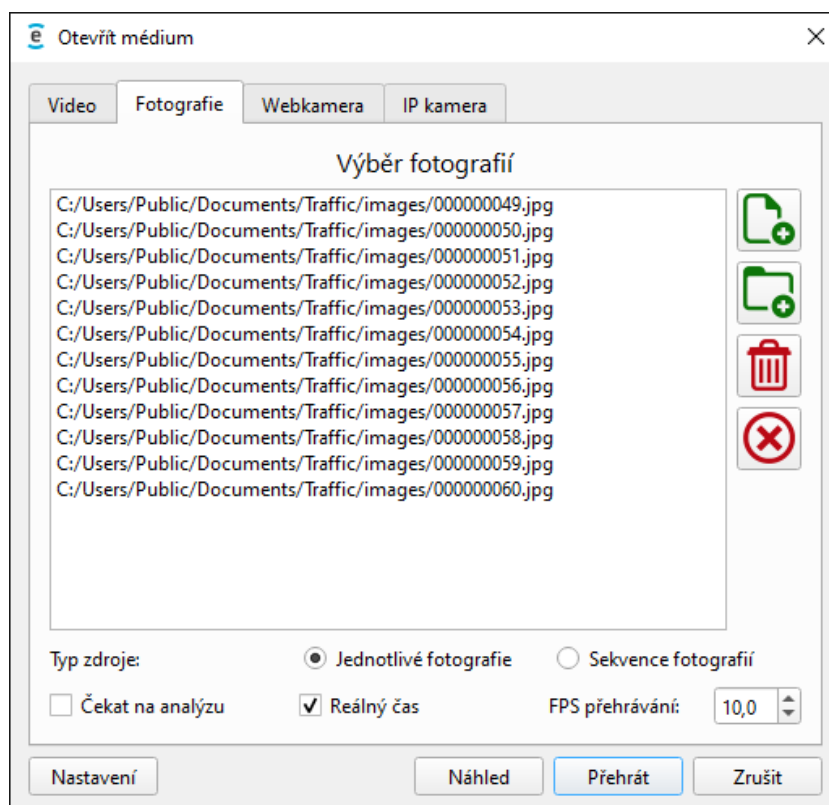 Otevřít médium
Video Fotografie Webkamera IP kamera
Výběr fotografií
C:/Users/Public/Documents/Traffic/images/000000049.jpg
C:/Users/Public/Documents/Traffic/images/000000050.jpg
C:/Users/Public/Documents/Traffic/images/000000051.jpg
C:/Users/Public/Documents/Traffic/images/000000052.jpg
C:/Users/Public/Documents/Traffic/images/000000053.jpg
C:/Users/Public/Documents/Traffic/images/000000054.jpg
C:/Users/Public/Documents/Traffic/images/000000055.jpg
C:/Users/Public/Documents/Traffic/images/000000056.jpg
C:/Users/Public/Documents/Traffic/images/000000057.jpg
C:/Users/Public/Documents/Traffic/images/000000058.jpg
C:/Users/Public/Documents/Traffic/images/000000059.jpg
C:/Users/Public/Documents/Traffic/images/000000060.jpg
Typ zdroje: Jednotlivé fotografie Sekvence fotografií
Čekat na analýzu Reálný čas FPS přehrávání: 10,0
Nastavení Náhled Přehrát Zrušit